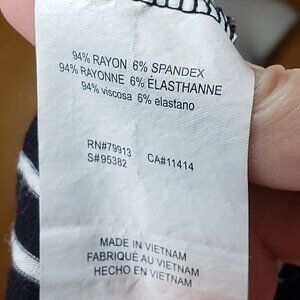 94% RAYON 6% SPANDEX
94% RAYONNE 6% ÉLASTHANNE
94% viscosa 6% elastano
RN#79913 CA#11414
S#95382
MADE IN VIETNAM
FABRIQUÉ AU VIETNAM
HECHO EN VIETNAM